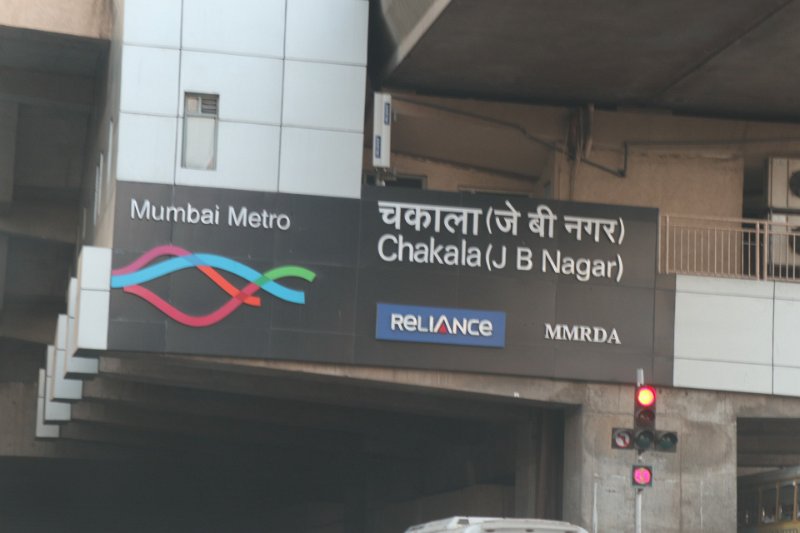 Mumbai Metro
चकाला (जे बी नगर)
Chakala (J B Nagar)
RELIANCE
MMRDA